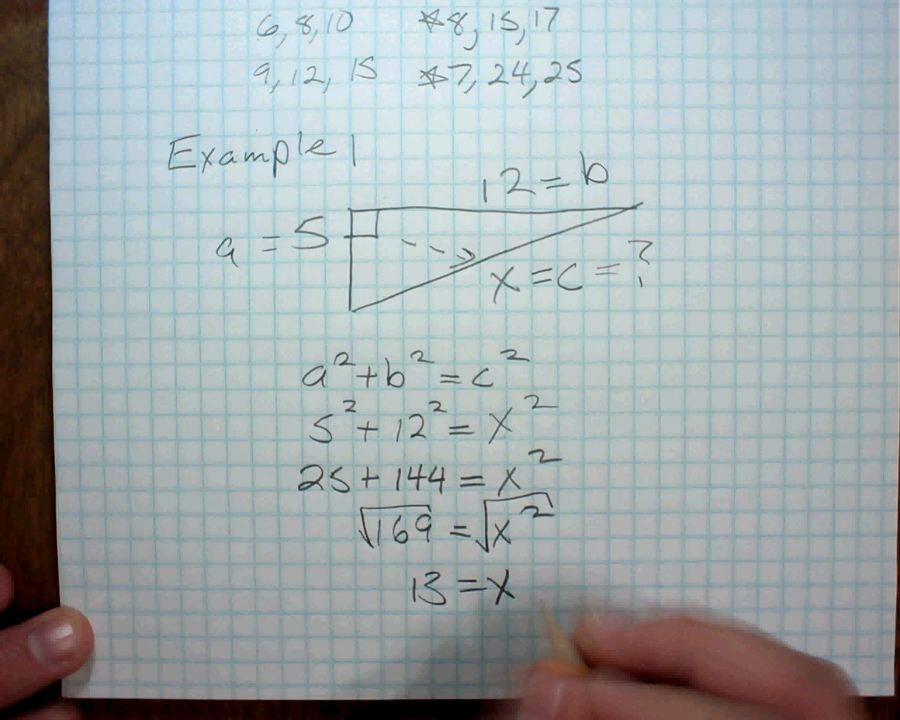 6, 8, 10 *8, 15, 17
9, 12, 15 *7, 24, 25
Example 1
12 = b
a = 5
x = c = ?
a² + b² = c²
5² + 12² = x²
25 + 144 = x²
√169 = √x²
13 = x